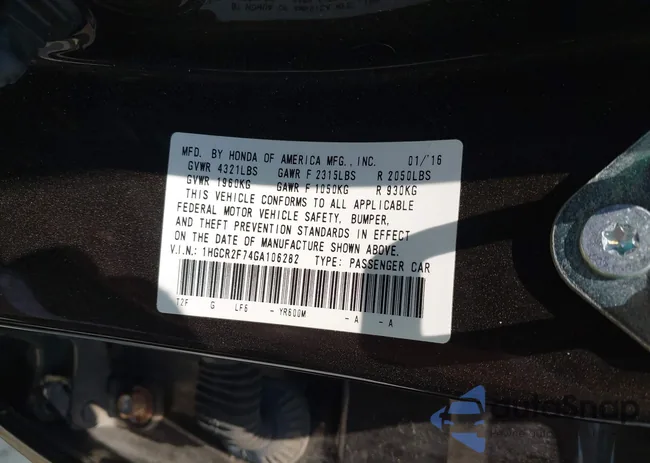 MFD. BY HONDA OF AMERICA MFG., INC. 01/'16
GVWR 4321LBS GAWR F 2315LBS R 2050LBS
GVWR 1960KG GAWR F 1050KG R 930KG
THIS VEHICLE CONFORMS TO ALL APPLICABLE
FEDERAL MOTOR VEHICLE SAFETY, BUMPER,
AND THEFT PREVENTION STANDARDS IN EFFECT
ON THE DATE OF MANUFACTURE SHOWN ABOVE.
V.I.N.: 1HGCR2F74GA106282 TYPE: PASSENGER CAR
T2F G LF6 - YR600M - A - A
AutoSnap